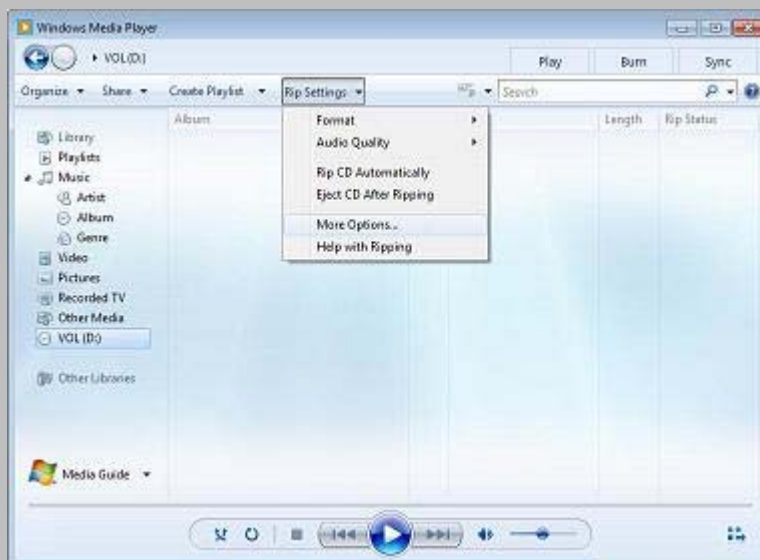 Windows Media Player
VOL (D:)
Play Burn Sync
Organize Share Create Playlist Rip Settings Search
Album Length Rip Status
Format
Audio Quality
Rip CD Automatically
Eject CD After Ripping
More Options...
Help with Ripping
Library
Playlists
Music
Artist
Album
Genre
Video
Pictures
Recorded TV
Other Media
VOL (D:)
Other Libraries
Media Guide